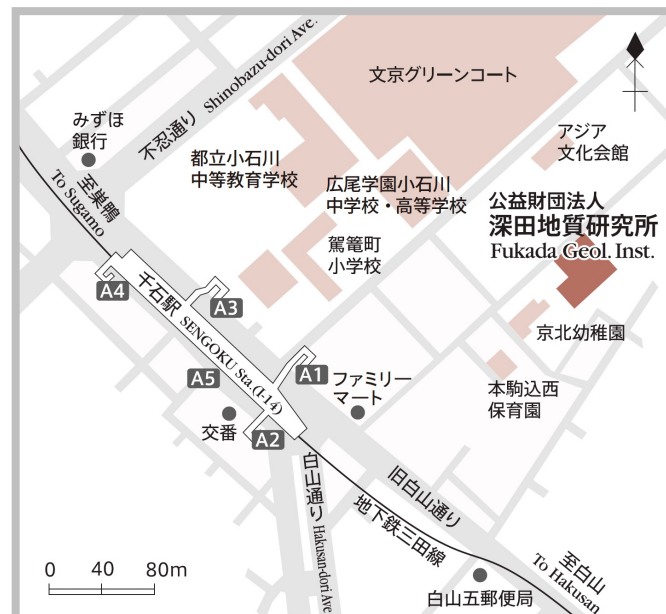 文京グリーンコート
不忍通り Shinobazu-dori Ave.
みずほ
銀行
アジア
文化会館
都立小石川
中等教育学校
広尾学園小石川
中学校・高等学校
公益財団法人
深田地質研究所
Fukada Geol. Inst.
至巣鴨
To Sugamo
駕籠町
小学校
A4
A3
千石駅 SENGOKU Sta.(I-14)
京北幼稚園
A5
A1
ファミリー
マート
本駒込西
保育園
交番
A2
白山通り Hakusan-dori Ave.
旧白山通り
地下鉄三田線
至白山
To Hakusan
白山五郵便局
0 40 80m